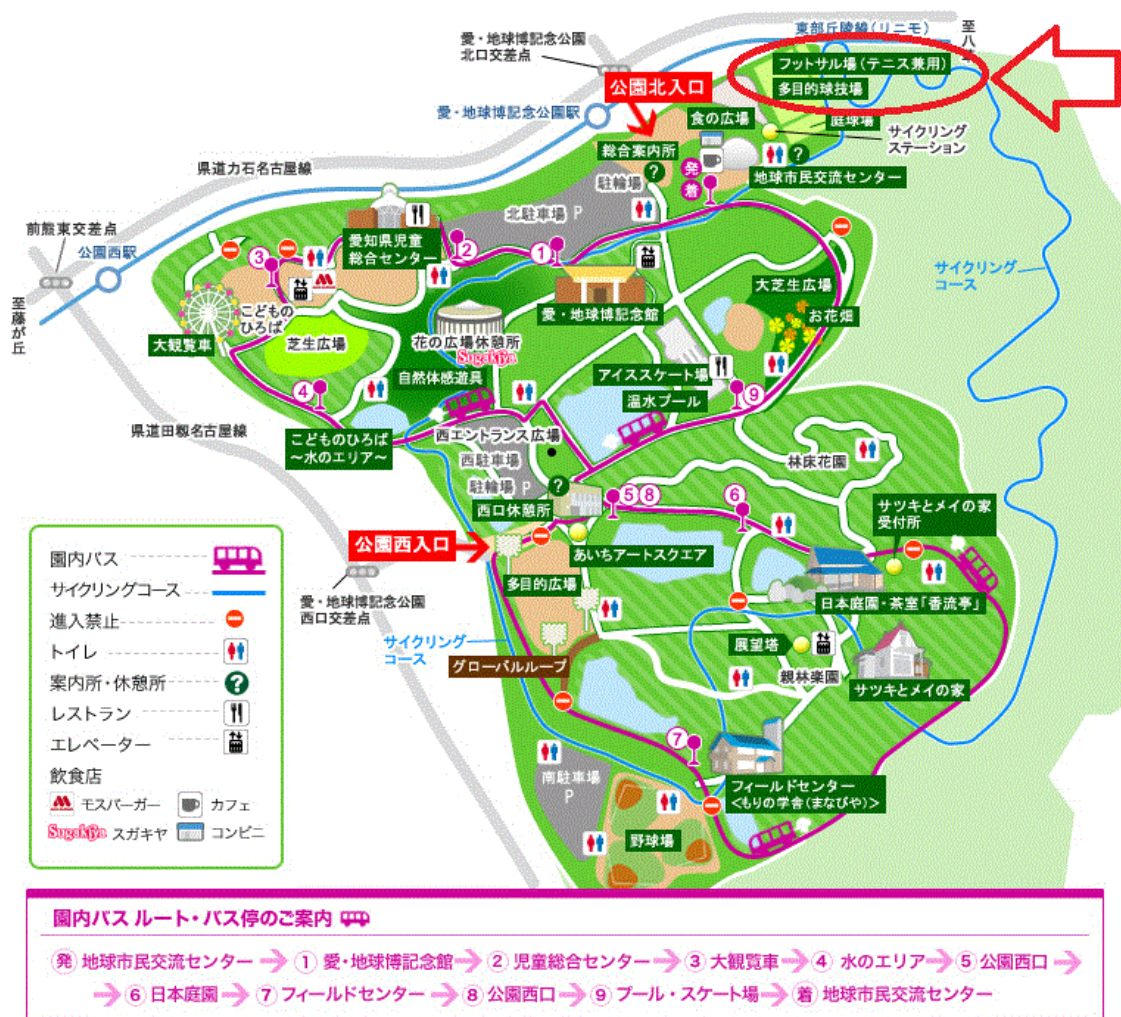 愛・地球博記念公園
北口交差点
東部丘陵線(リニモ)
至八草
フットサル場(テニス兼用)
多目的球技場
公園北入口
愛・地球博記念公園駅
食の広場
庭球場
サイクリング
ステーション
総合案内所
県道力石名古屋線
駐輪場
発
着
地球市民交流センター
北駐車場 P
前熊東交差点
公園西駅
愛知県児童
総合センター
2
1
3
サイクリング
コース
大芝生広場
お花畑
至藤が丘
こどもの
ひろば
愛・地球博記念館
大観覧車
芝生広場
花の広場休憩所
Sugakiya
アイススケート場
自然体感遊具
温水プール
4
9
県道田籾名古屋線
こどものひろば
~水のエリア~
西エントランス広場
西駐車場
駐輪場 P
林床花園
西口休憩所
5 8
6
サツキとメイの家
受付所
公園西入口
あいちアートスクエア
多目的広場
愛・地球博記念公園
西口交差点
日本庭園・茶室「香流亭」
サイクリング
コース
グローバルループ
展望塔
親林楽園
サツキとメイの家
7
南駐車場
P
フィールドセンター
<もりの学舎(まなびや)>
野球場
園内バス
サイクリングコース
進入禁止
トイレ
案内所・休憩所
レストラン
エレベーター
飲食店
モスバーガー カフェ
Sugakiya スガキヤ コンビニ
園内バス ルート・バス停のご案内
発 地球市民交流センター 1 愛・地球博記念館 2 児童総合センター 3 大観覧車 4 水のエリア 5 公園西口
6 日本庭園 7 フィールドセンター 8 公園西口 9 プール・スケート場 着 地球市民交流センター